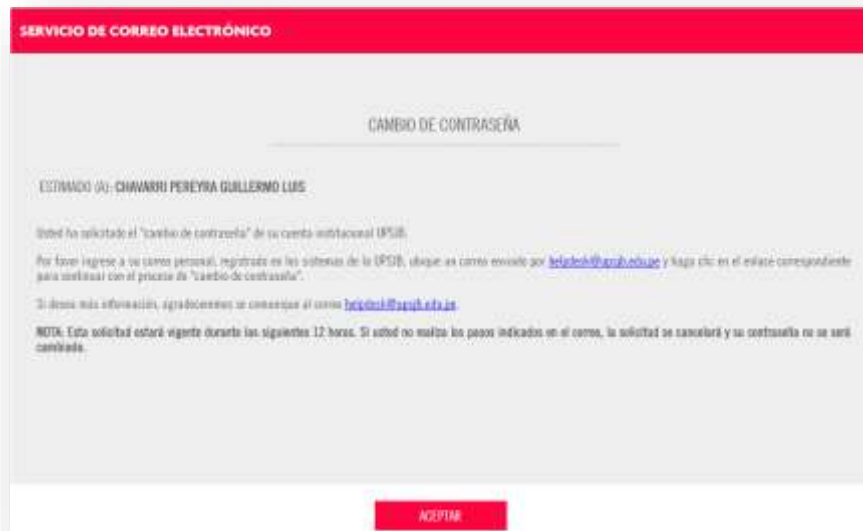 SERVICIO DE CORREO ELECTRÓNICO
CAMBIO DE CONTRASEÑA
ESTIMADO (A): CHAVARRI PEREYRA GUILLERMO LUIS
Usted ha solicitado el "cambio de contraseña" de su cuenta institucional UPSJB.
Por favor ingrese a su correo personal, registrado en los sistemas de la UPSJB, ubique un correo enviado por helpdesk@upsjb.edu.pe y haga clic en el enlace correspondiente
para continuar con el proceso de "cambio de contraseña".
Si desea más información, agradeceremos se comunique al correo helpdesk@upsjb.edu.pe.
NOTA: Esta solicitud estará vigente durante las siguientes 12 horas. Si usted no realiza los pasos indicados en el correo, la solicitud se cancelará y su contraseña no se será
cambiada.
ACEPTAR